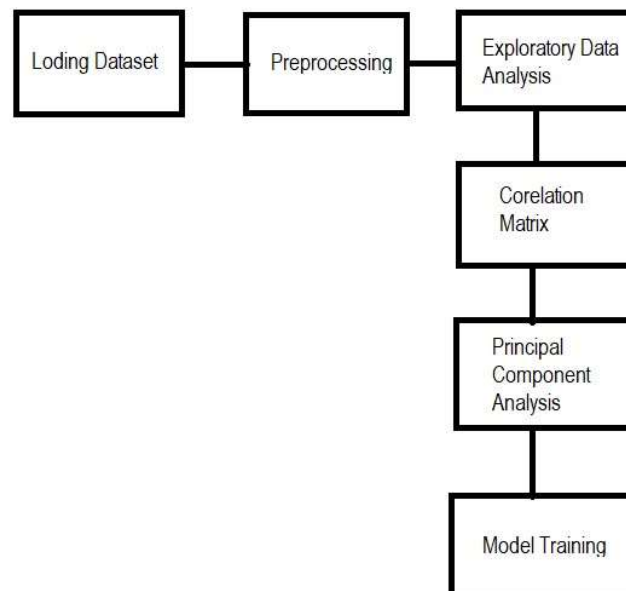 Loding Dataset
Preprocessing
Exploratory Data
Analysis
Corelation
Matrix
Principal
Component
Analysis
Model Training